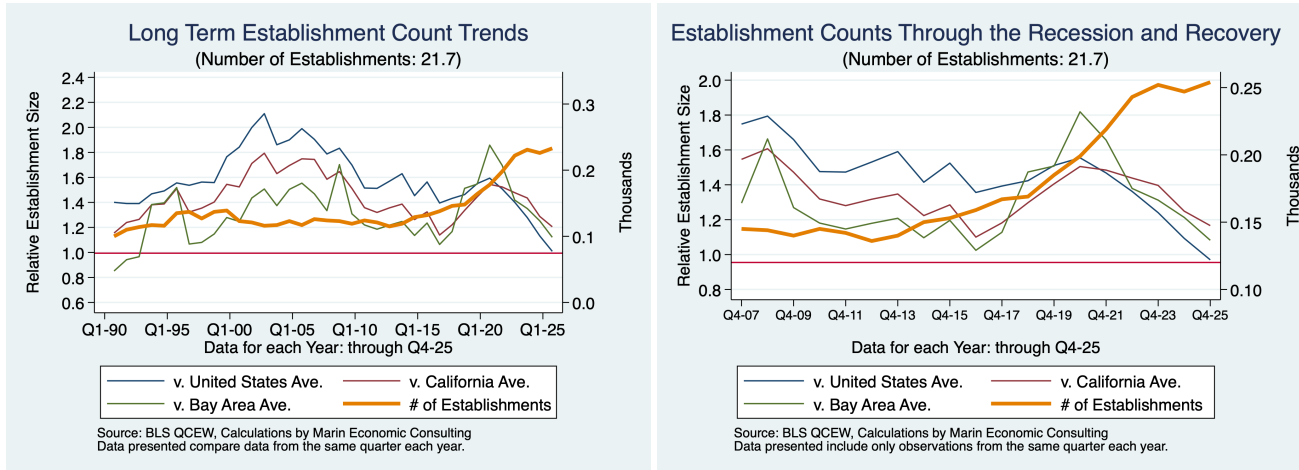 Long Term Establishment Count Trends
(Number of Establishments: 21.7)
Relative Establishment Size
2.4
2.2
2.0
1.8
1.6
1.4
1.2
1.0
0.8
0.6
0.3
0.2
0.1
0.0
Thousands
Q1-90 Q1-95 Q1-00 Q1-05 Q1-10 Q1-15 Q1-20 Q1-25
Data for each Year: through Q4-25
v. United States Ave. v. California Ave.
v. Bay Area Ave. # of Establishments
Source: BLS QCEW, Calculations by Marin Economic Consulting
Data presented compare data from the same quarter each year.
Establishment Counts Through the Recession and Recovery
(Number of Establishments: 21.7)
Relative Establishment Size
2.0
1.8
1.6
1.4
1.2
1.0
0.8
0.25
0.20
0.15
0.10
Thousands
Q4-07 Q4-09 Q4-11 Q4-13 Q4-15 Q4-17 Q4-19 Q4-21 Q4-23 Q4-25
Data for each Year: through Q4-25
v. United States Ave. v. California Ave.
v. Bay Area Ave. # of Establishments
Source: BLS QCEW, Calculations by Marin Economic Consulting
Data presented include only observations from the same quarter each year.